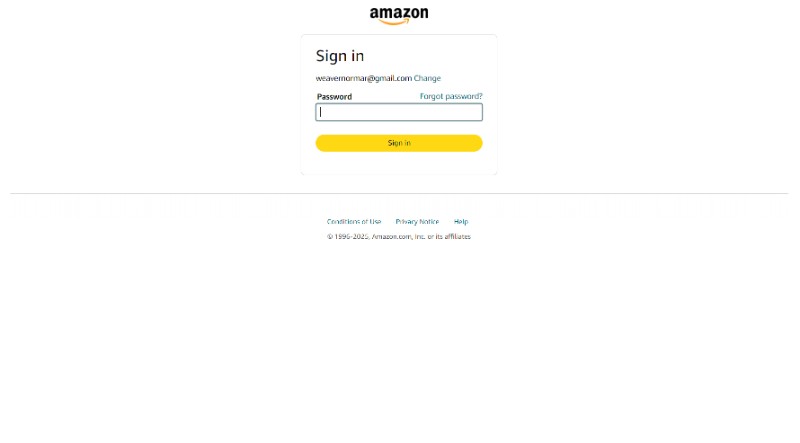 amazon
Sign in
weavernormar@gmail.com Change
Password Forgot password?
Sign in
Conditions of Use Privacy Notice Help
© 1996-2025, Amazon.com, Inc. or its affiliates